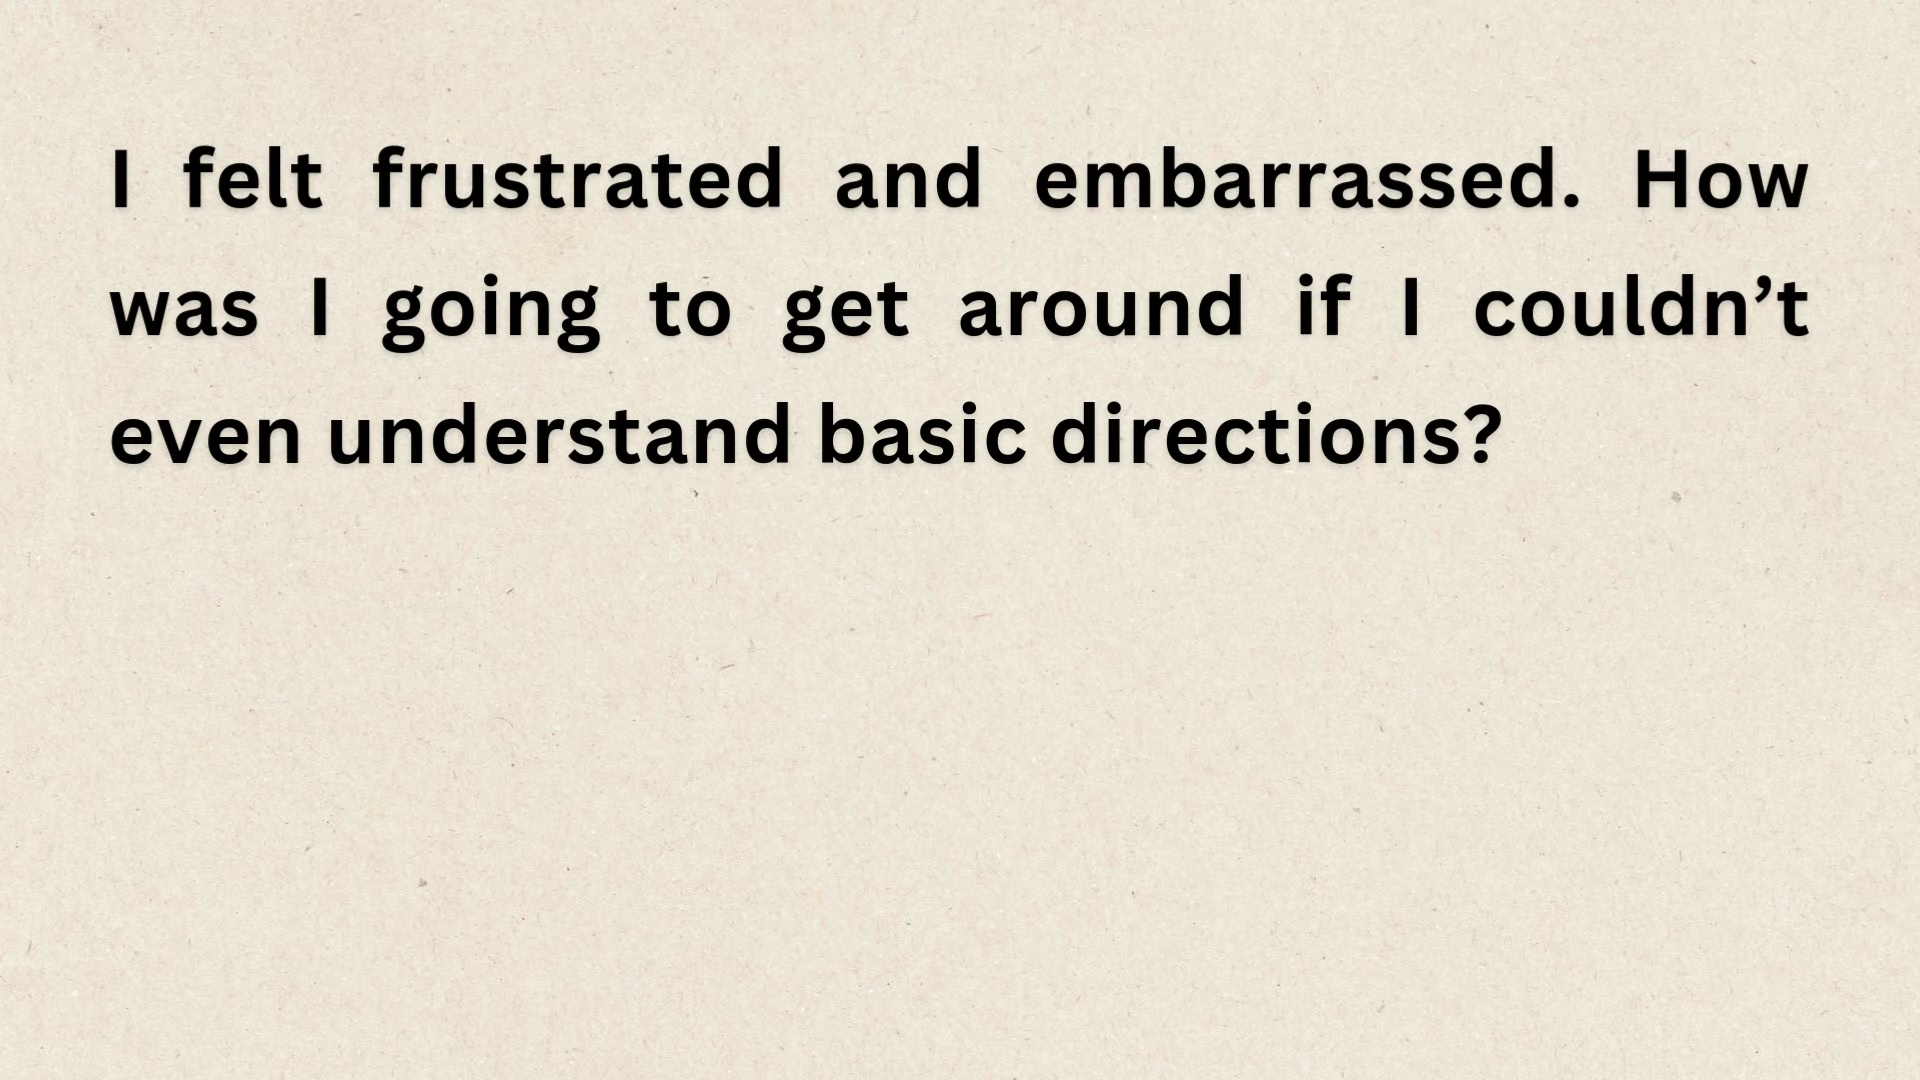 I felt frustrated and embarrassed. How
was I going to get around if I couldn’t
even understand basic directions?